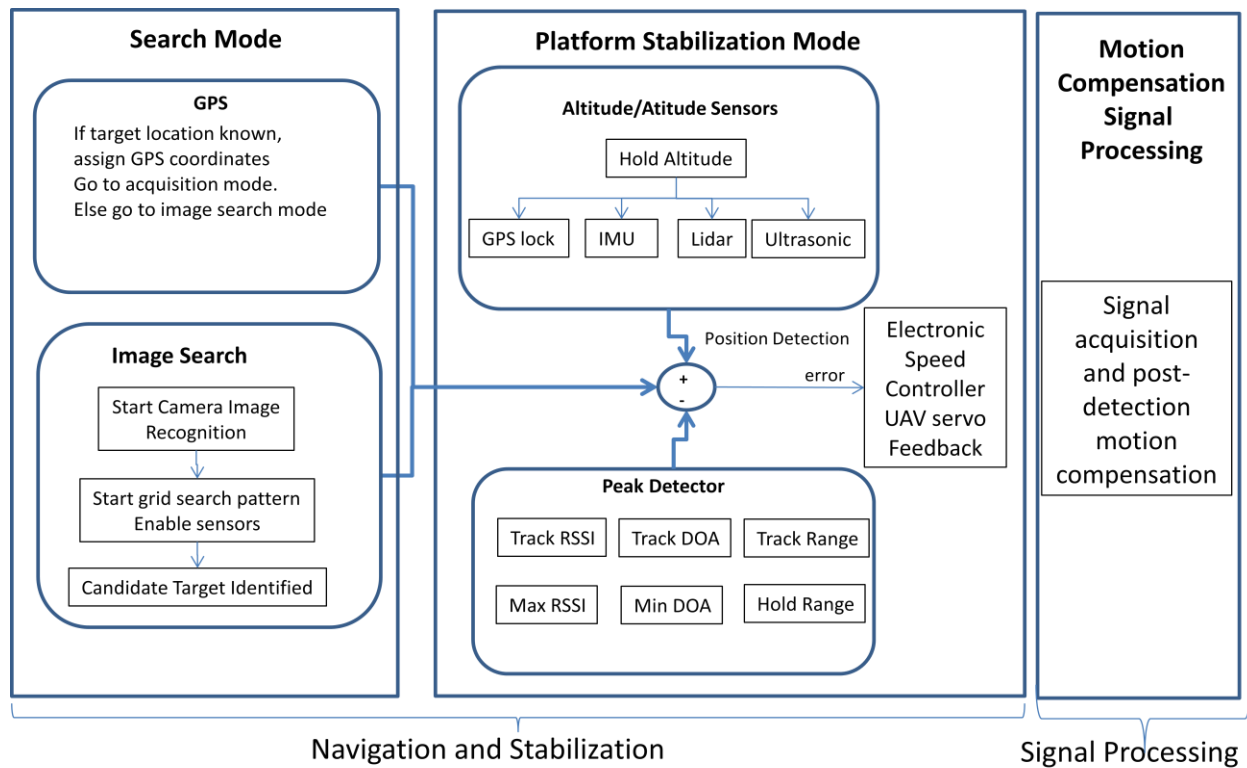 Search Mode
GPS
If target location known,
assign GPS coordinates
Go to acquisition mode.
Else go to image search mode
Image Search
Start Camera Image
Recognition
Start grid search pattern
Enable sensors
Candidate Target Identified
Platform Stabilization Mode
Altitude/Atitude Sensors
Hold Altitude
GPS lock
IMU
Lidar
Ultrasonic
Position Detection
+
-
error
Electronic
Speed
Controller
UAV servo
Feedback
Peak Detector
Track RSSI
Track DOA
Track Range
Max RSSI
Min DOA
Hold Range
Motion
Compensation
Signal
Processing
Signal
acquisition
and post-
detection
motion
compensation
Navigation and Stabilization
Signal Processing